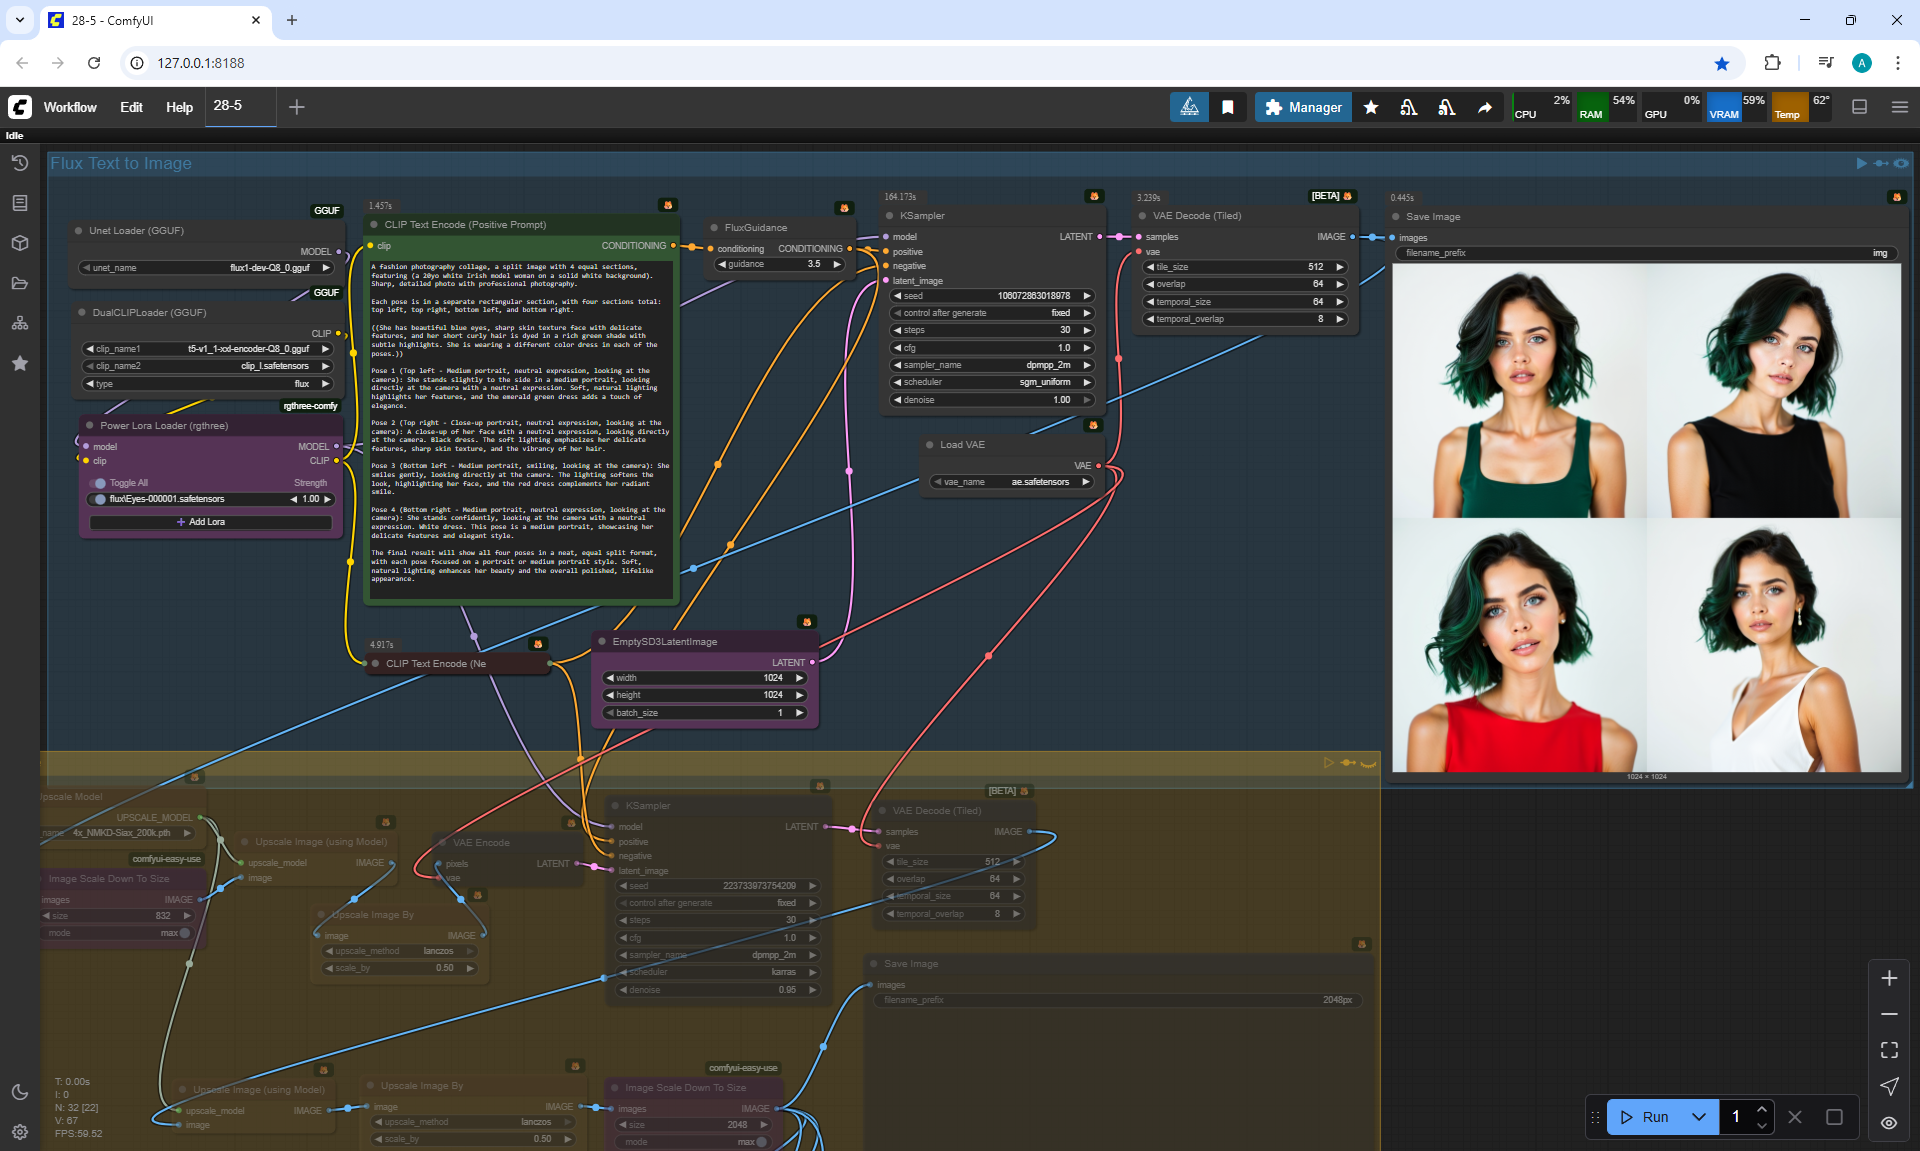 28-5 - ComfyUI
127.0.0.1:8188
A
Workflow
Edit
Help
28-5
Manager
CPU 2%
RAM 54%
GPU 0%
VRAM 59%
Temp 62°
Idle
Flux Text to Image
GGUF
Unet Loader (GGUF)
MODEL
unet_name flux1-dev-Q8_0.gguf
GGUF
DualCLIPLoader (GGUF)
CLIP
clip_name1 t5-v1_1-xxl-encoder-Q8_0.gguf
clip_name2 clip_l.safetensors
type flux
rgthree-comfy
Power Lora Loader (rgthree)
model MODEL
clip CLIP
Toggle All Strength
flux\Eyes-000001.safetensors 1.00
+ Add Lora
1.457s
CLIP Text Encode (Positive Prompt)
clip CONDITIONING
A fashion photography collage, a split image with 4 equal sections,
featuring (a 20yo white Irish model woman on a solid white background).
Sharp, detailed photo with professional photography.
Each pose is in a separate rectangular section, with four sections total:
top left, top right, bottom left, and bottom right.
((She has beautiful blue eyes, sharp skin texture face with delicate
features, and her short curly hair is dyed in a rich green shade with
subtle highlights. She is wearing a different color dress in each of the
poses.))
Pose 1 (Top left - Medium portrait, neutral expression, looking at the
camera): She stands slightly to the side in a medium portrait, looking
directly at the camera with a neutral expression. Soft, natural lighting
highlights her features, and the emerald green dress adds a touch of
elegance.
Pose 2 (Top right - Close-up portrait, neutral expression, looking at the
camera): A close-up of her face with a neutral expression, looking directly
at the camera. Black dress. The soft lighting emphasizes her delicate
features, sharp skin texture, and the vibrancy of her hair.
Pose 3 (Bottom left - Medium portrait, smiling, looking at the camera): She
smiles gently, looking directly at the camera. The lighting softens the
look, highlighting her face, and the red dress complements her radiant
smile.
Pose 4 (Bottom right - Medium portrait, neutral expression, looking at the
camera): She stands confidently, looking at the camera with a neutral
expression. White dress. This pose is a medium portrait, showcasing her
delicate features and elegant style.
The final result will show all four poses in a neat, equal split format,
with each pose focused on a portrait or medium portrait style. Soft,
natural lighting enhances her beauty and the overall polished, lifelike
appearance.
4.917s
CLIP Text Encode (Ne
FluxGuidance
conditioning CONDITIONING
guidance 3.5
EmptySD3LatentImage
LATENT
width 1024
height 1024
batch_size 1
164.173s
KSampler
model LATENT
positive
negative
latent_image
seed 106072863018978
control after generate fixed
steps 30
cfg 1.0
sampler_name dpmpp_2m
scheduler sgm_uniform
denoise 1.00
Load VAE
VAE
vae_name ae.safetensors
3.239s
[BETA]
VAE Decode (Tiled)
samples IMAGE
vae
tile_size 512
overlap 64
temporal_size 64
temporal_overlap 8
0.445s
Save Image
images
filename_prefix img
1024 × 1024
Upscale Model
UPSCALE_MODEL
name 4x_NMKD-Siax_200k.pth
comfyui-easy-use
Image Scale Down To Size
images IMAGE
size 832
mode max
Upscale Image (using Model)
upscale_model IMAGE
image
Upscale Image By
image IMAGE
upscale_method lanczos
scale_by 0.50
VAE Encode
pixels LATENT
vae
KSampler
model LATENT
positive
negative
latent_image
seed 223733973754209
control after generate fixed
steps 30
cfg 1.0
sampler_name dpmpp_2m
scheduler karras
denoise 0.95
[BETA]
VAE Decode (Tiled)
samples IMAGE
vae
tile_size 512
overlap 64
temporal_size 64
temporal_overlap 8
Save Image
images
filename_prefix 2048px
T: 0.00s
I: 0
N: 32 [22]
V: 67
FPS:59.52
Upscale Image (using Model)
upscale_model IMAGE
image
Upscale Image By
image IMAGE
upscale_method lanczos
scale_by 0.50
comfyui-easy-use
Image Scale Down To Size
images IMAGE
size 2048
mode max
Run
1